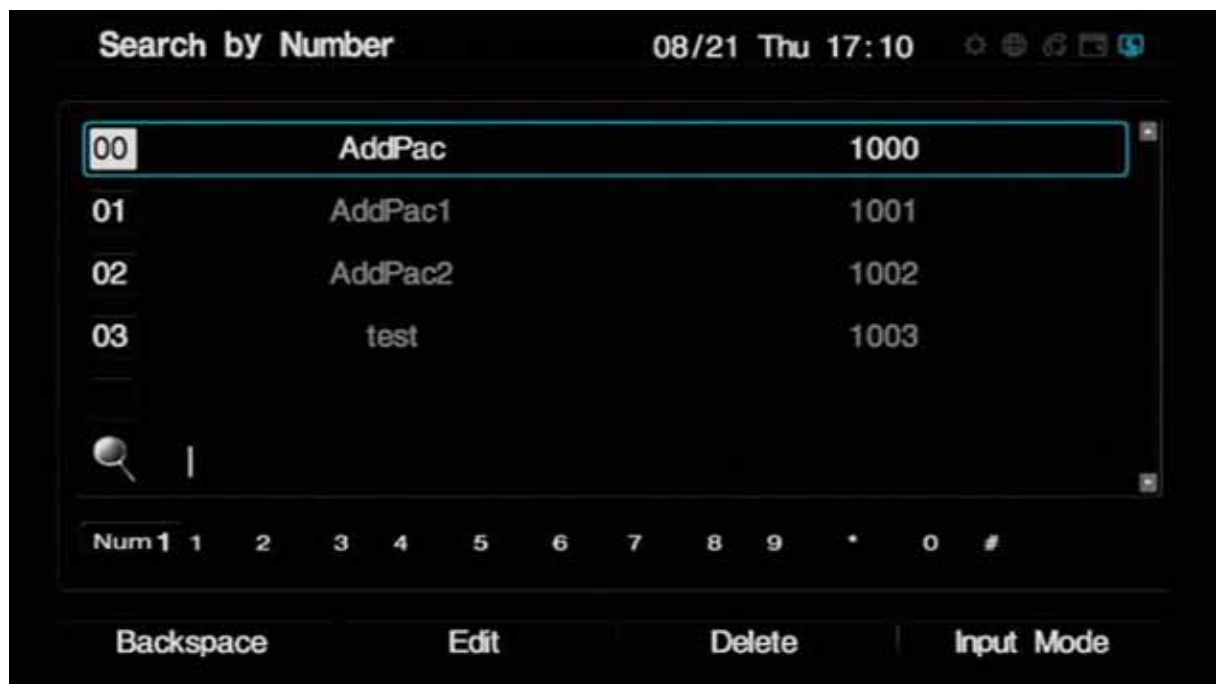 Search by Number 08/21 Thu 17:10
00 AddPac 1000
01 AddPac1 1001
02 AddPac2 1002
03 test 1003
Num1 1 2 3 4 5 6 7 8 9 * 0 #
Backspace Edit Delete Input Mode